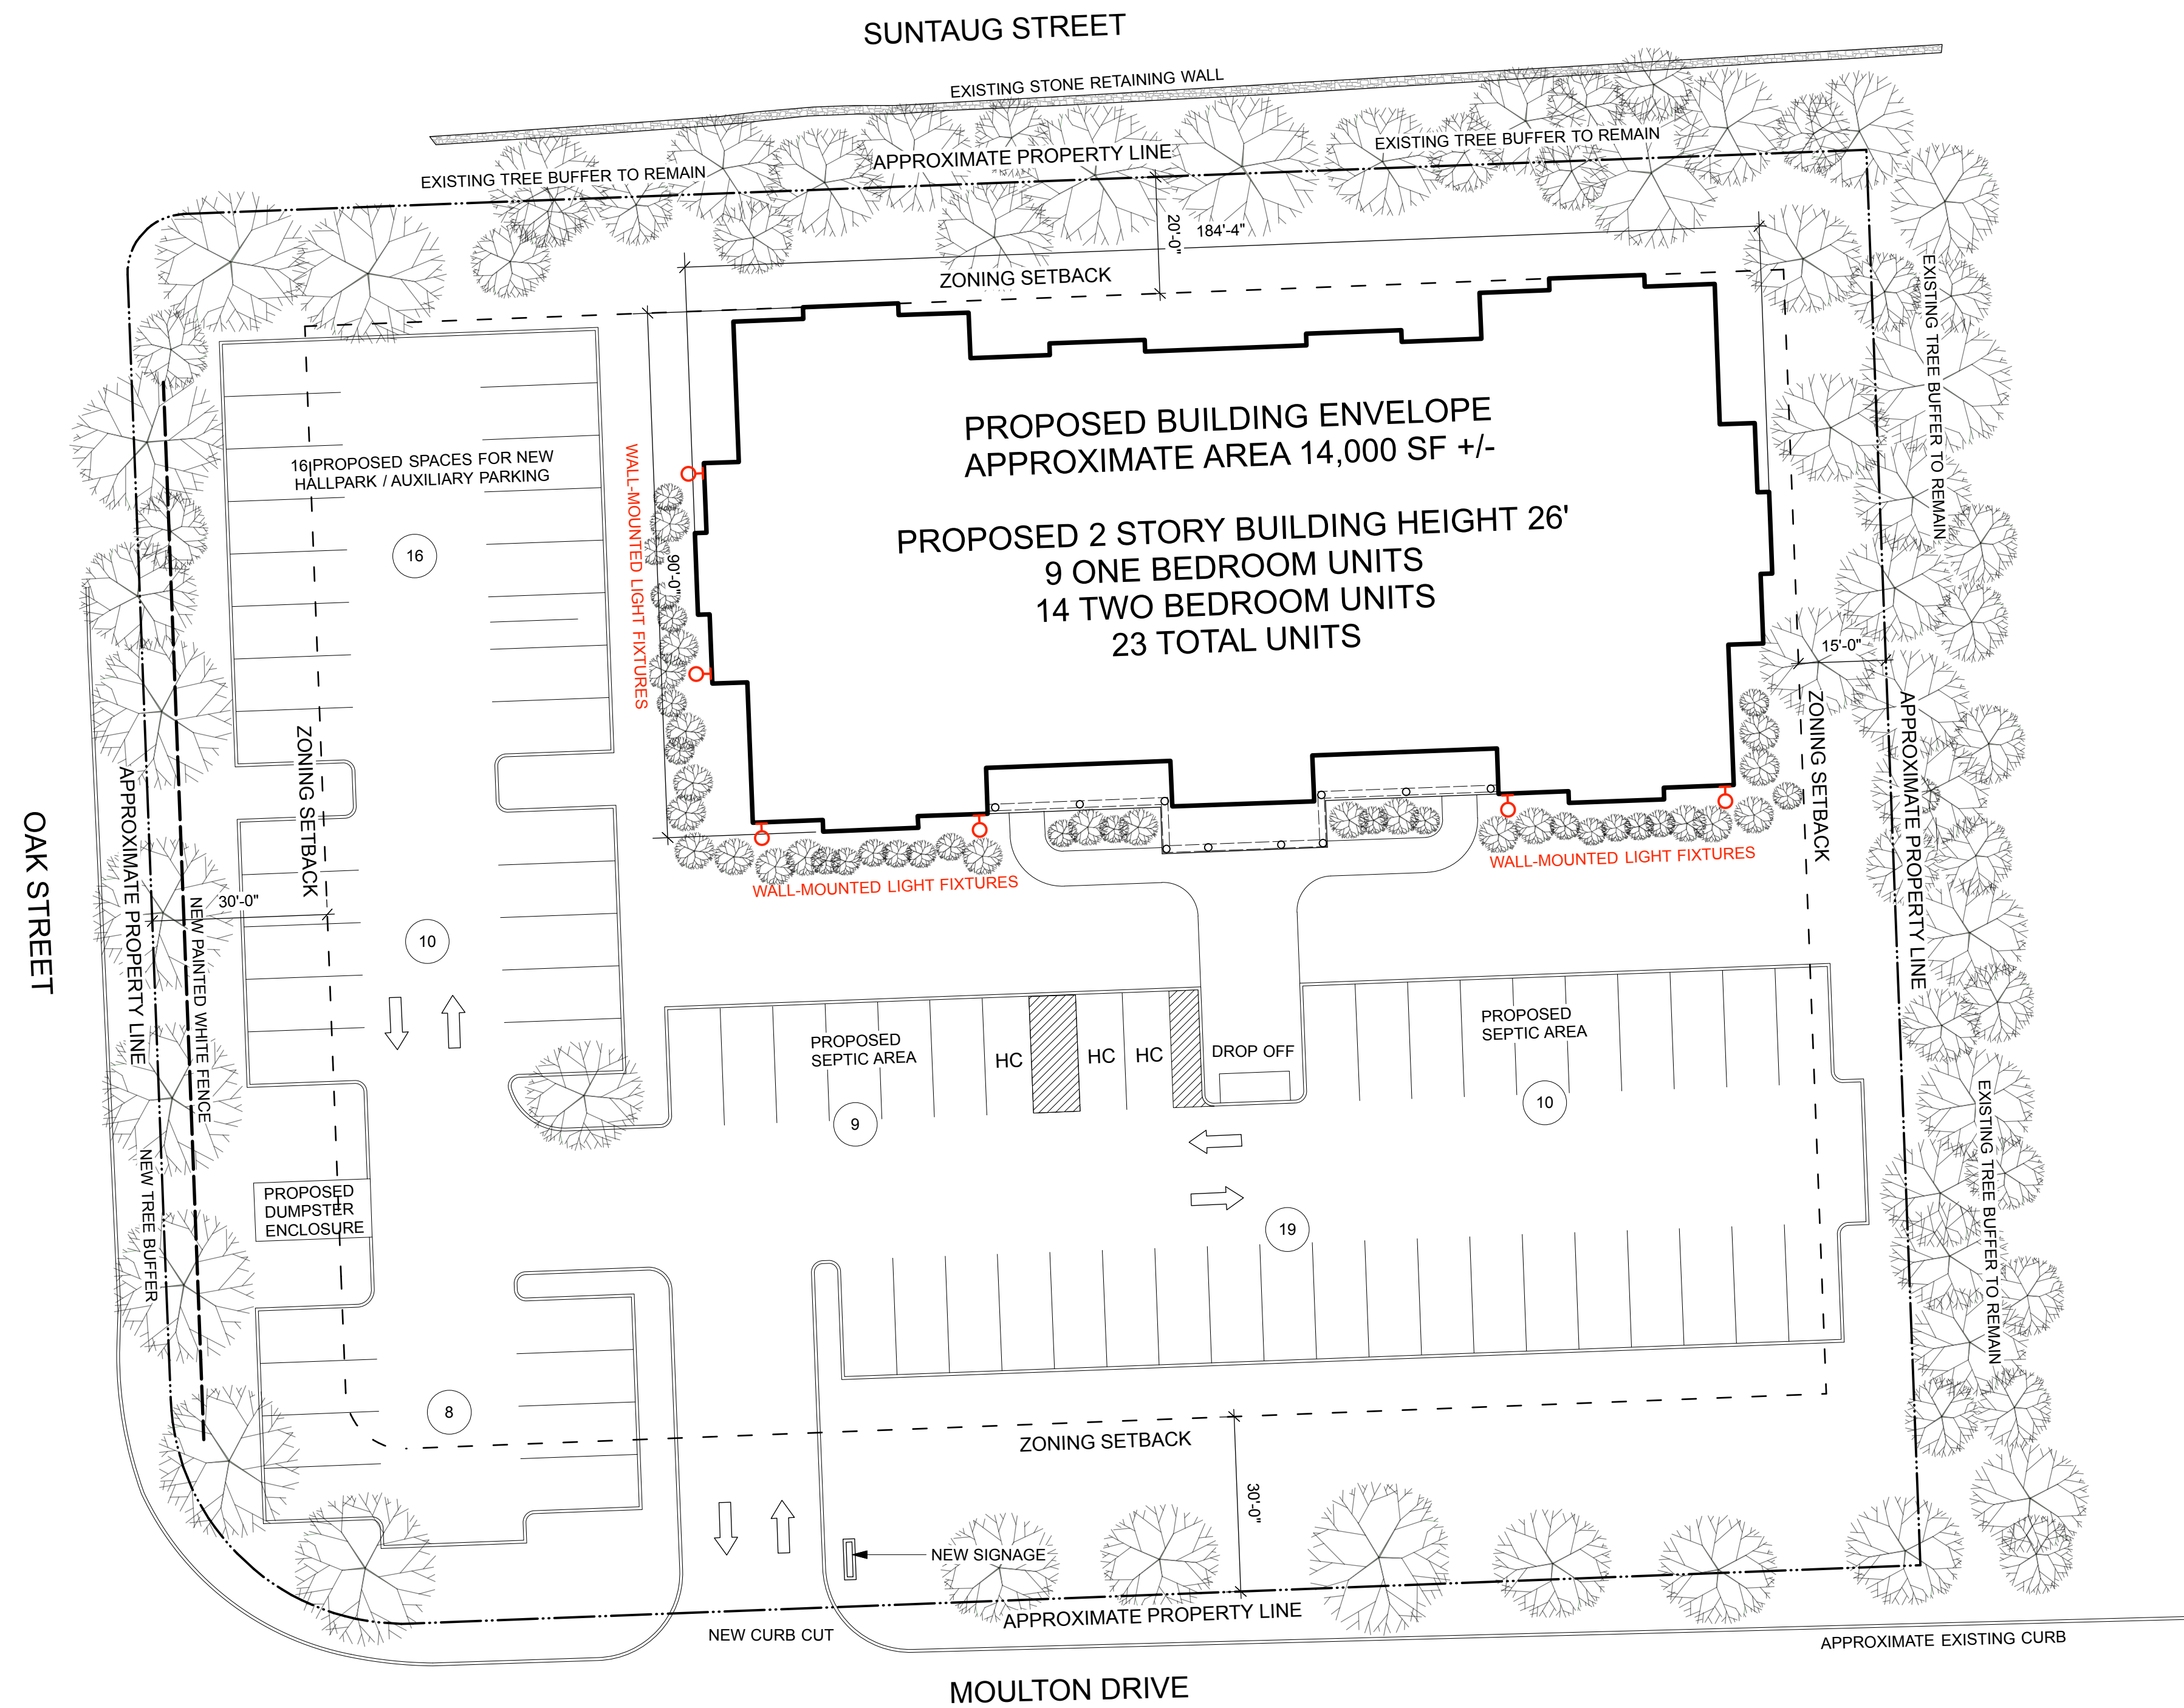 SUNTAUG STREET
EXISTING STONE RETAINING WALL
EXISTING TREE BUFFER TO REMAIN
APPROXIMATE PROPERTY LINE
EXISTING TREE BUFFER TO REMAIN
20'-0"
184'-4"
ZONING SETBACK
EXISTING TREE BUFFER TO REMAIN
PROPOSED BUILDING ENVELOPE
APPROXIMATE AREA 14,000 SF +/-
PROPOSED 2 STORY BUILDING HEIGHT 26'
9 ONE BEDROOM UNITS
14 TWO BEDROOM UNITS
23 TOTAL UNITS
16 PROPOSED SPACES FOR NEW
HALLPARK / AUXILIARY PARKING
16
WALL-MOUNTED LIGHT FIXTURES
90'-0"
15'-0"
ZONING SETBACK
APPROXIMATE PROPERTY LINE
ZONING SETBACK
APPROXIMATE PROPERTY LINE
OAK STREET
30'-0"
NEW PAINTED WHITE FENCE
NEW TREE BUFFER
10
WALL-MOUNTED LIGHT FIXTURES
WALL-MOUNTED LIGHT FIXTURES
PROPOSED
SEPTIC AREA
HC
HC
HC
DROP OFF
PROPOSED
SEPTIC AREA
9
10
EXISTING TREE BUFFER TO REMAIN
PROPOSED
DUMPSTER
ENCLOSURE
19
8
ZONING SETBACK
30'-0"
NEW SIGNAGE
APPROXIMATE PROPERTY LINE
NEW CURB CUT
APPROXIMATE EXISTING CURB
MOULTON DRIVE